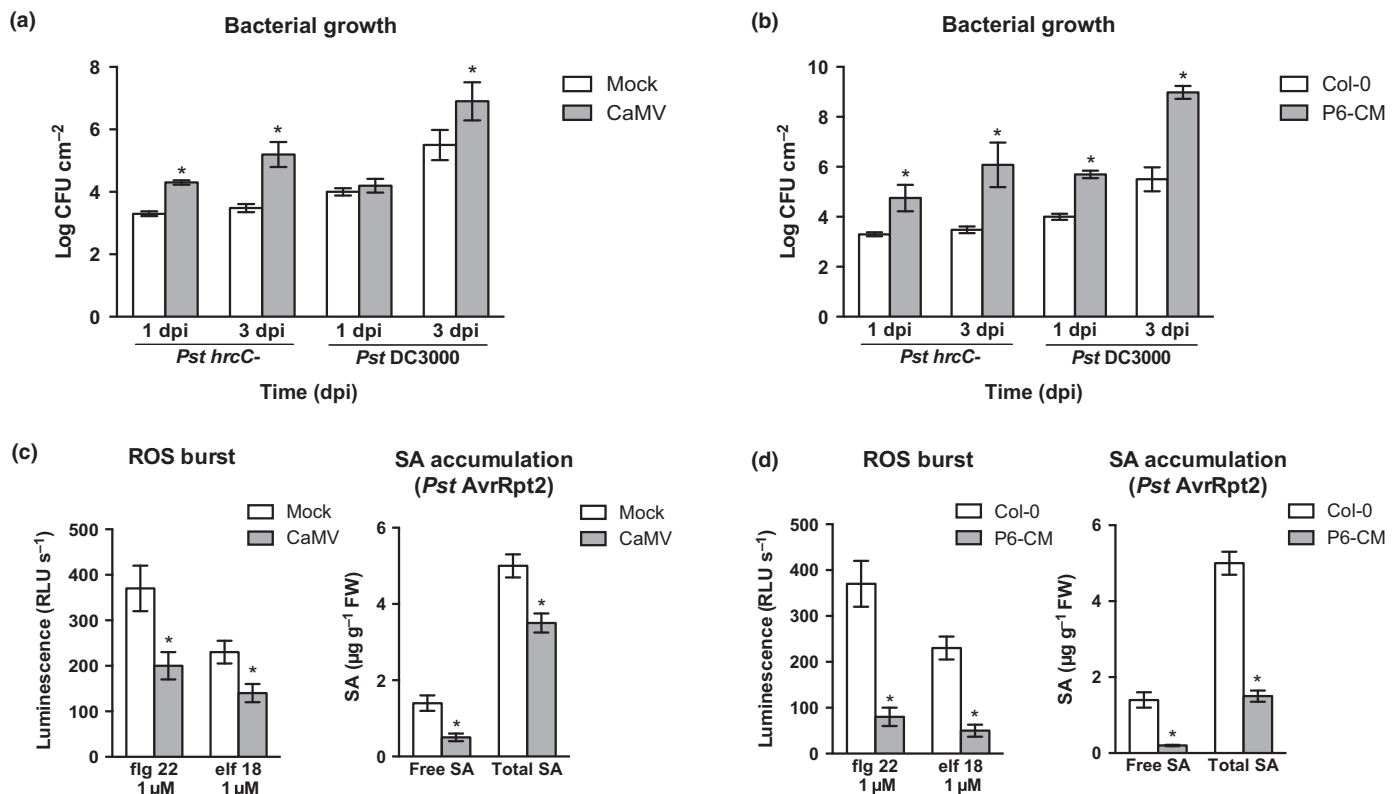 (a)
Bacterial growth
Log CFU cm⁻²
8
6
4
2
0
*
*
*
Mock
CaMV
1 dpi 3 dpi 1 dpi 3 dpi
Pst hrcC- Pst DC3000
Time (dpi)
(b)
Bacterial growth
Log CFU cm⁻²
10
8
6
4
2
0
*
*
*
*
Col-0
P6-CM
1 dpi 3 dpi 1 dpi 3 dpi
Pst hrcC- Pst DC3000
Time (dpi)
(c)
ROS burst
Mock
CaMV
Luminescence (RLU s⁻¹)
500
400
300
200
100
0
*
*
flg 22 elf 18
1 µM 1 µM
SA accumulation
(Pst AvrRpt2)
Mock
CaMV
SA (µg g⁻¹ FW)
6
4
2
0
*
*
Free SA Total SA
(d)
ROS burst
Col-0
P6-CM
Luminescence (RLU s⁻¹)
500
400
300
200
100
0
*
*
flg 22 elf 18
1 µM 1 µM
SA accumulation
(Pst AvrRpt2)
Col-0
P6-CM
SA (µg g⁻¹ FW)
6
4
2
0
*
*
Free SA Total SA